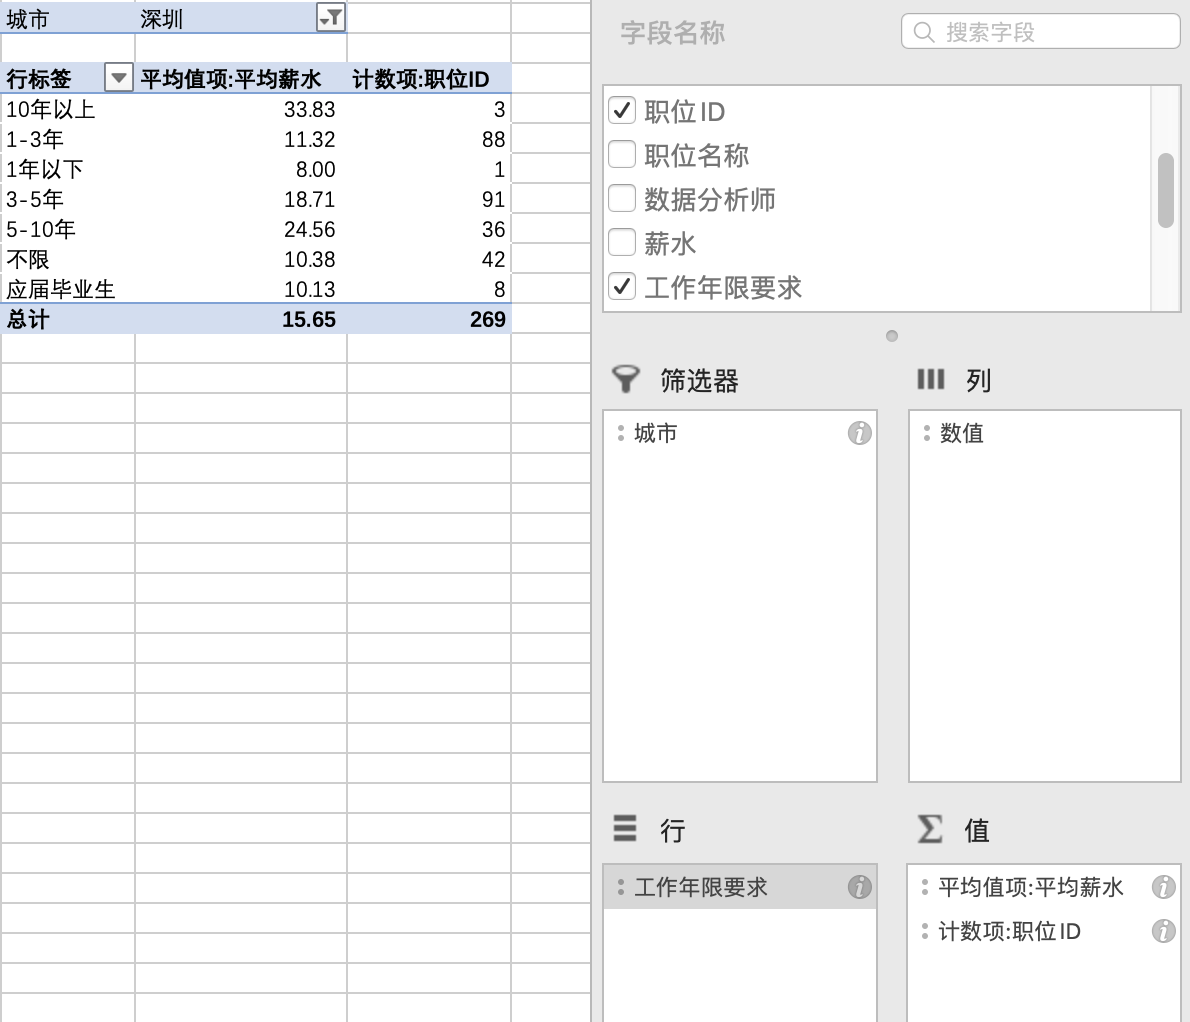 城市 深圳
行标签 平均值项:平均薪水 计数项:职位ID
10年以上 33.83 3
1-3年 11.32 88
1年以下 8.00 1
3-5年 18.71 91
5-10年 24.56 36
不限 10.38 42
应届毕业生 10.13 8
总计 15.65 269
字段名称 搜索字段
职位ID
职位名称
数据分析师
薪水
工作年限要求
筛选器 列
城市 数值
行 值
工作年限要求 平均值项:平均薪水
计数项:职位ID